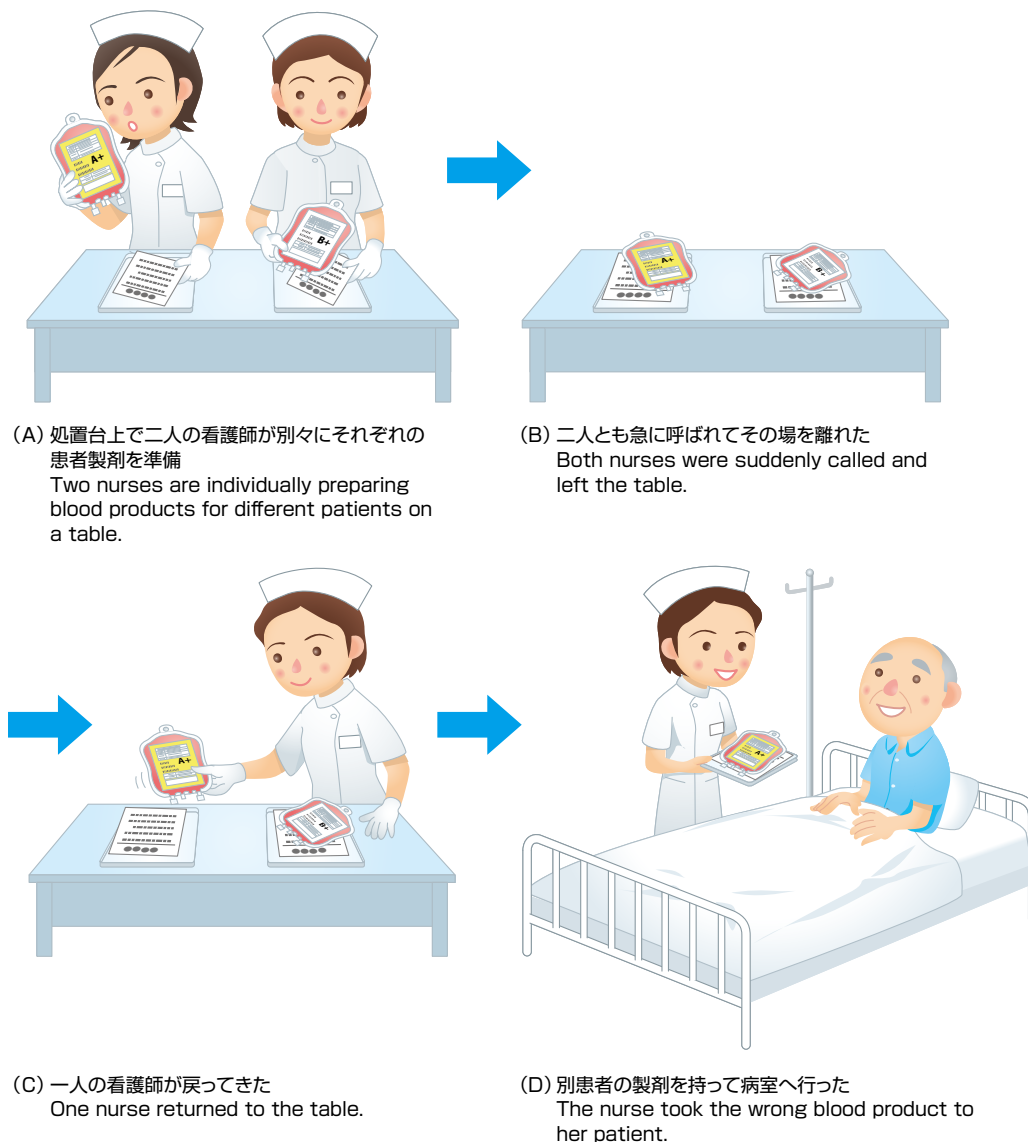 A+
B+
A+
B+
(A) 処置台上で二人の看護師が別々にそれぞれの
患者製剤を準備
Two nurses are individually preparing
blood products for different patients on
a table.
(B) 二人とも急に呼ばれてその場を離れた
Both nurses were suddenly called and
left the table.
A+
B+
A+
(C) 一人の看護師が戻ってきた
One nurse returned to the table.
(D) 別患者の製剤を持って病室へ行った
The nurse took the wrong blood product to
her patient.